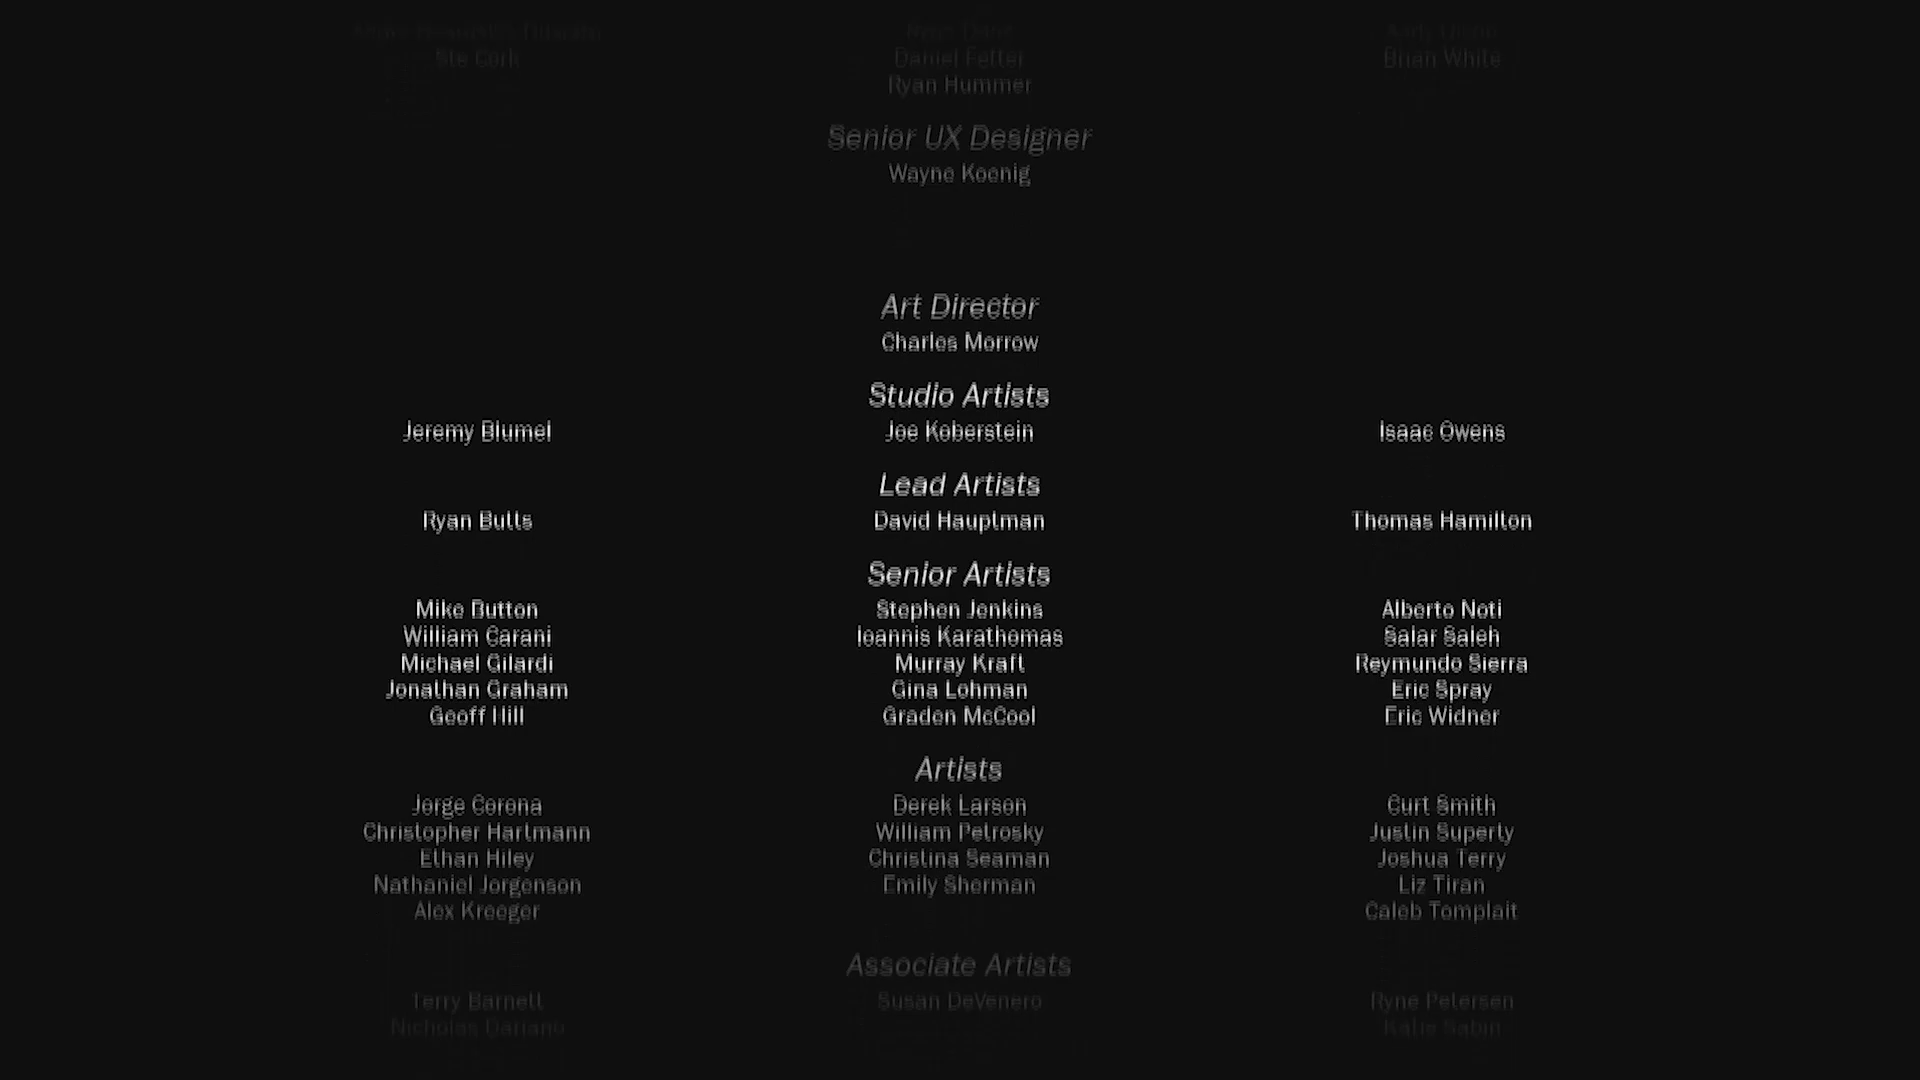 Ste Cork Daniel Fetter Brian White
Ryan Hummer
Senior UX Designer
Wayne Koenig
Art Director
Charles Morrow
Studio Artists
Jeremy Blumel Joe Koberstein Isaac Owens
Lead Artists
Ryan Butts David Hauptman Thomas Hamilton
Senior Artists
Mike Button Stephen Jenkins Alberto Noti
William Carani Ioannis Karathomas Salar Saleh
Michael Gilardi Murray Kraft Reymundo Sierra
Jonathan Graham Gina Lohman Eric Spray
Geoff Hill Graden McCool Eric Widner
Artists
Jorge Corona Derek Larson Curt Smith
Christopher Hartmann William Petrosky Justin Superty
Ethan Hiley Christina Seaman Joshua Terry
Nathaniel Jorgenson Emily Sherman Liz Tiran
Alex Kreeger Caleb Templait
Associate Artists
Terry Barnett Susan DeVenero Ryne Petersen
Nicholas Katie Sabin